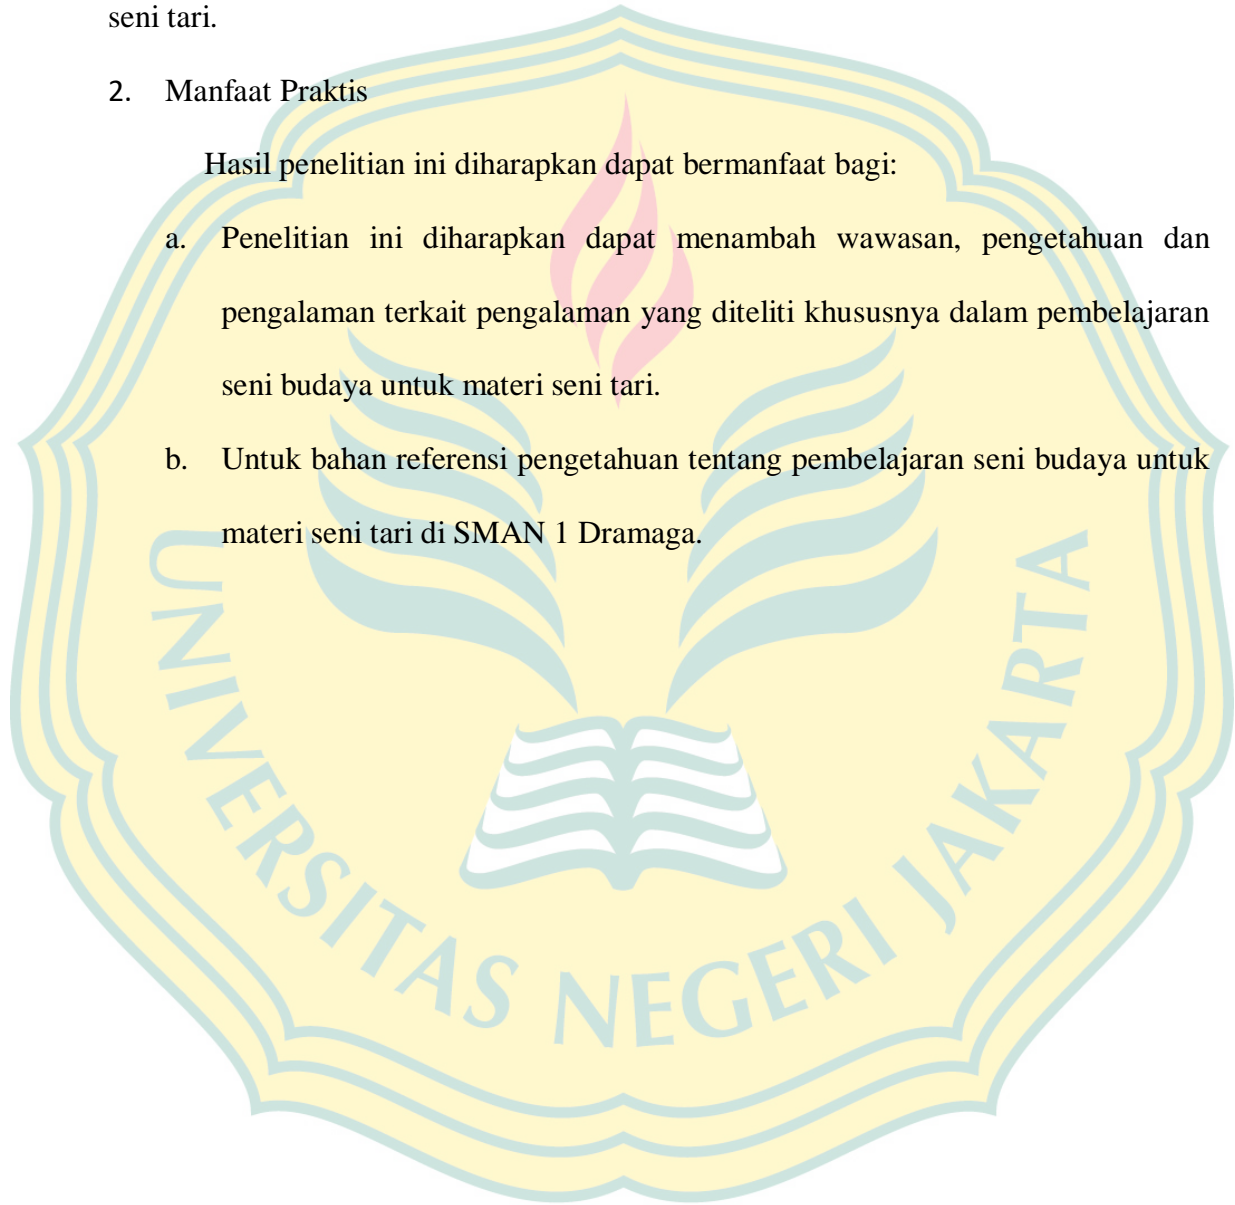 seni tari.
2. Manfaat Praktis
Hasil penelitian ini diharapkan dapat bermanfaat bagi:
a. Penelitian ini diharapkan dapat menambah wawasan, pengetahuan dan
pengalaman terkait pengalaman yang diteliti khususnya dalam pembelajaran
seni budaya untuk materi seni tari.
b. Untuk bahan referensi pengetahuan tentang pembelajaran seni budaya untuk
materi seni tari di SMAN 1 Dramaga.
UNIVERSITAS NEGERI JAKARTA